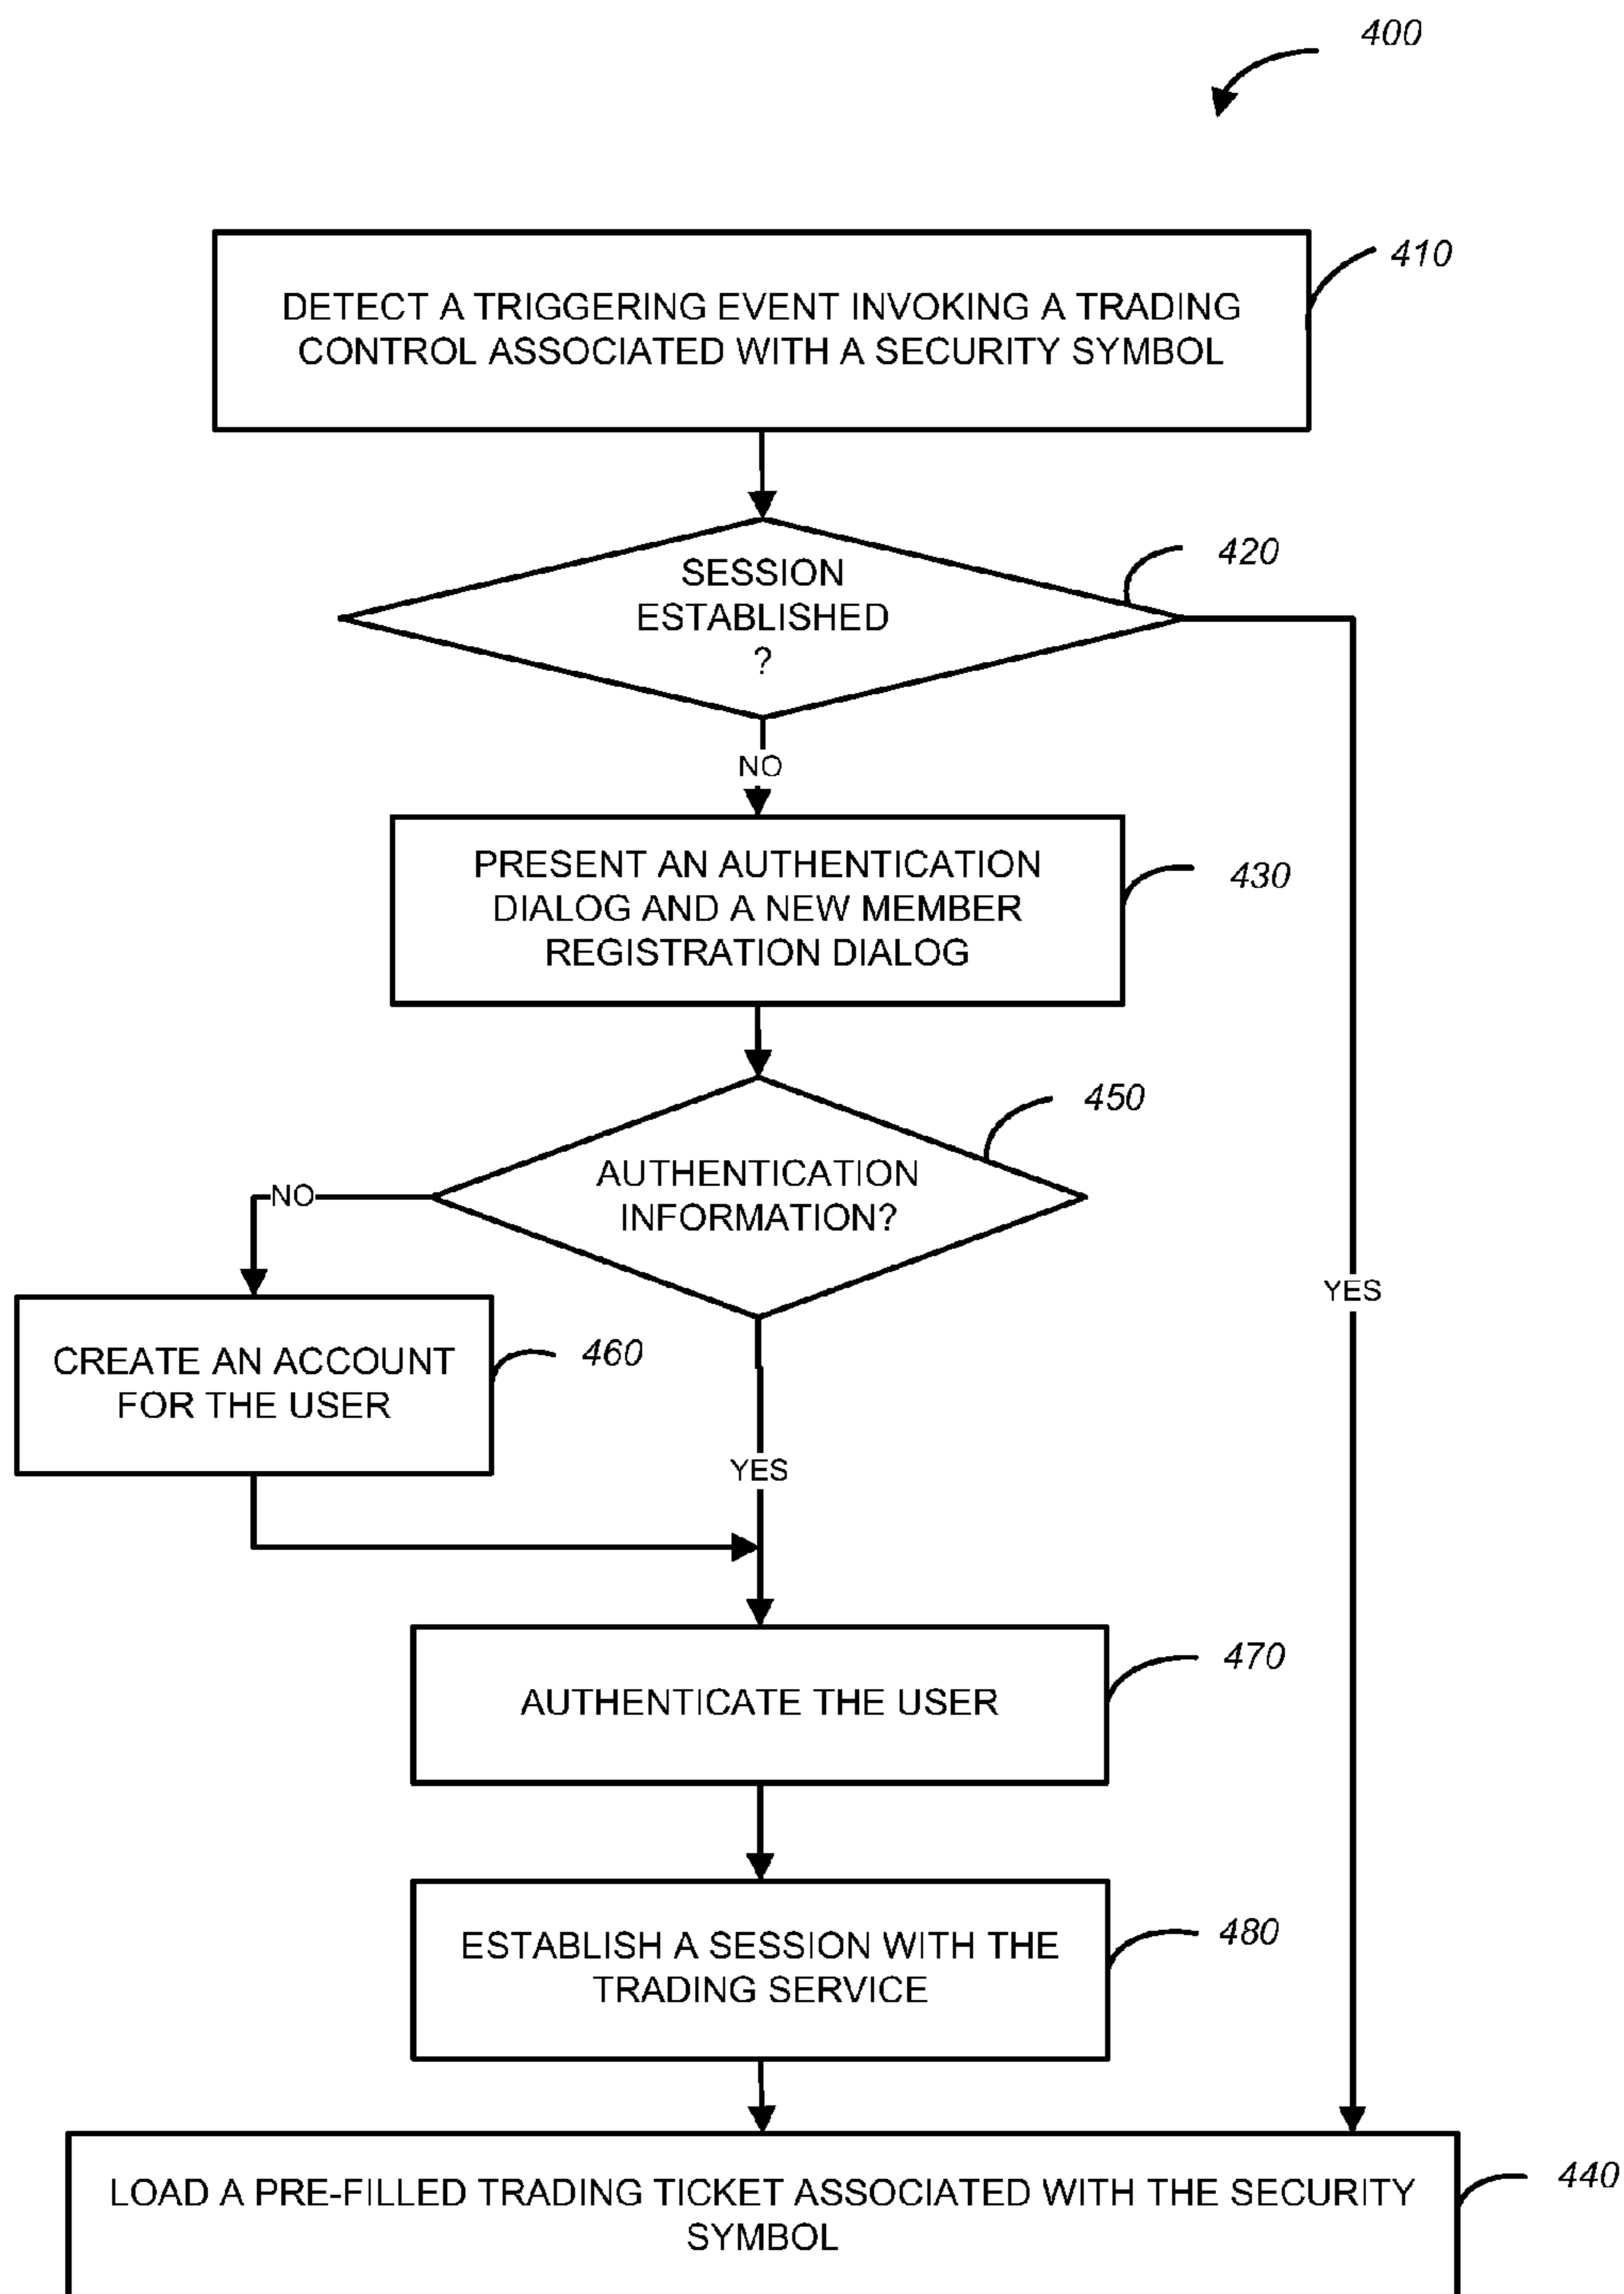 400
DETECT A TRIGGERING EVENT INVOKING A TRADING
CONTROL ASSOCIATED WITH A SECURITY SYMBOL
410
SESSION
ESTABLISHED
?
420
NO
PRESENT AN AUTHENTICATION
DIALOG AND A NEW MEMBER
REGISTRATION DIALOG
430
AUTHENTICATION
INFORMATION?
450
NO
YES
CREATE AN ACCOUNT
FOR THE USER
460
YES
AUTHENTICATE THE USER
470
ESTABLISH A SESSION WITH THE
TRADING SERVICE
480
LOAD A PRE-FILLED TRADING TICKET ASSOCIATED WITH THE SECURITY
SYMBOL
440